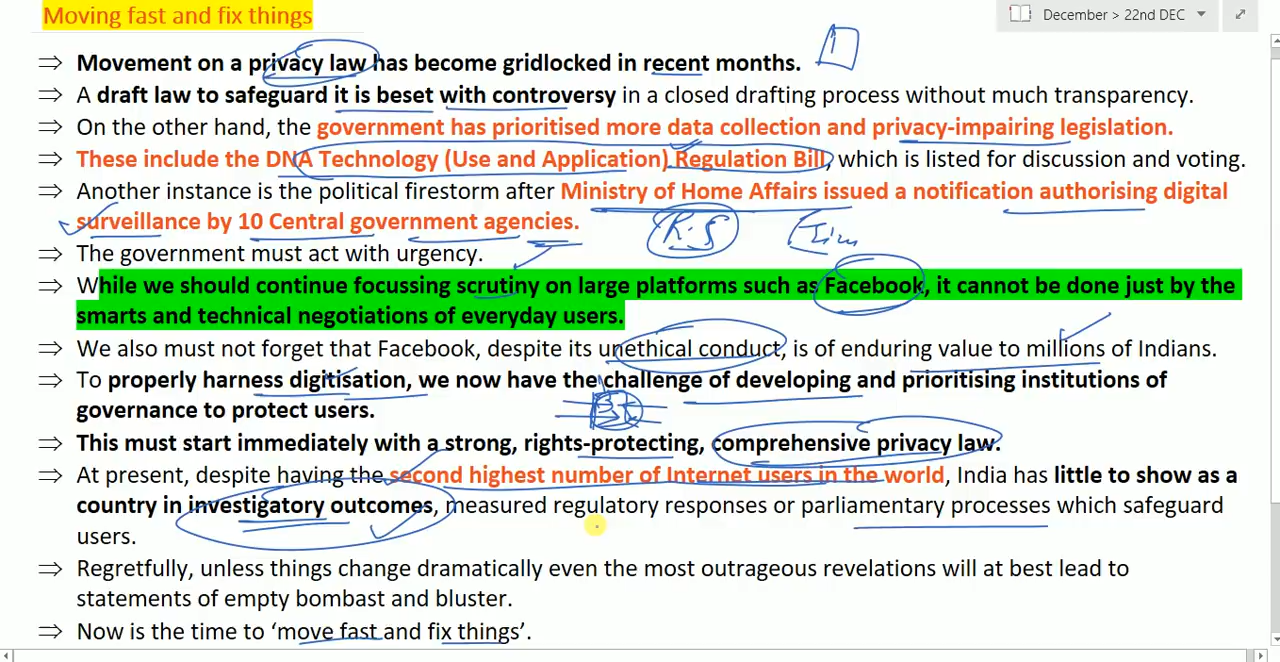 Moving fast and fix things
December > 22nd DEC
⇒ Movement on a privacy law has become gridlocked in recent months.
⇒ A draft law to safeguard it is beset with controversy in a closed drafting process without much transparency.
⇒ On the other hand, the government has prioritised more data collection and privacy-impairing legislation.
⇒ These include the DNA Technology (Use and Application) Regulation Bill, which is listed for discussion and voting.
⇒ Another instance is the political firestorm after Ministry of Home Affairs issued a notification authorising digital
surveillance by 10 Central government agencies.
R.S
⇒ The government must act with urgency.
⇒ While we should continue focussing scrutiny on large platforms such as Facebook, it cannot be done just by the
smarts and technical negotiations of everyday users.
⇒ We also must not forget that Facebook, despite its unethical conduct, is of enduring value to millions of Indians.
⇒ To properly harness digitisation, we now have the challenge of developing and prioritising institutions of
governance to protect users.
⇒ This must start immediately with a strong, rights-protecting, comprehensive privacy law.
⇒ At present, despite having the second highest number of Internet users in the world, India has little to show as a
country in investigatory outcomes, measured regulatory responses or parliamentary processes which safeguard
users.
⇒ Regretfully, unless things change dramatically even the most outrageous revelations will at best lead to
statements of empty bombast and bluster.
⇒ Now is the time to ‘move fast and fix things’.